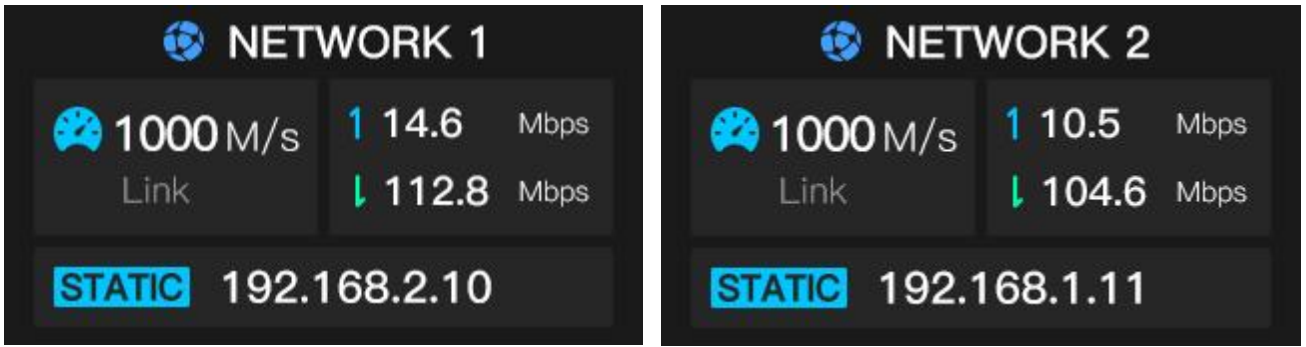 NETWORK 1
1000 M/s
Link
14.6 Mbps
112.8 Mbps
STATIC 192.168.2.10
NETWORK 2
1000 M/s
Link
10.5 Mbps
104.6 Mbps
STATIC 192.168.1.11